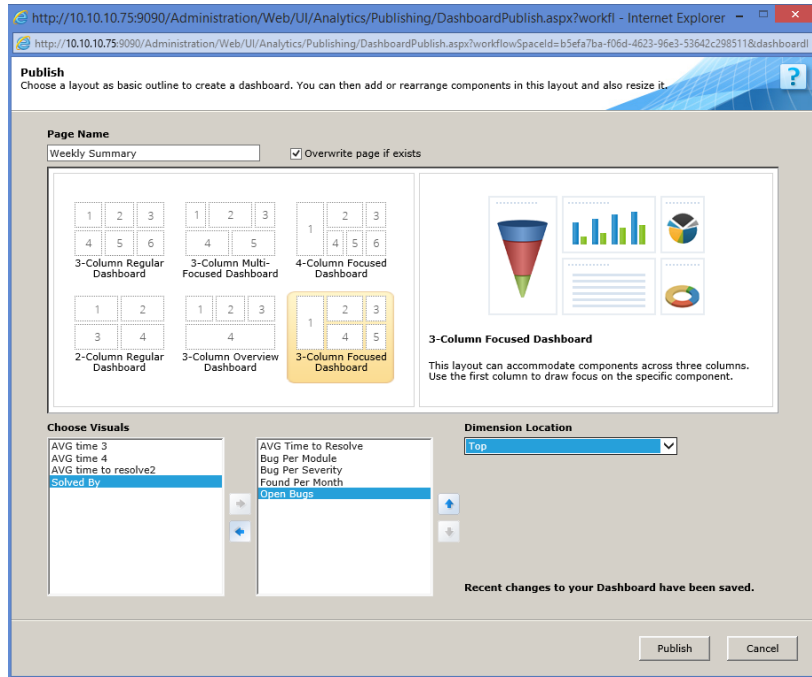 http://10.10.10.75:9090/Administration/Web/UI/Analytics/Publishing/DashboardPublish.aspx?workfl - Internet Explorer
http://10.10.10.75:9090/Administration/Web/UI/Analytics/Publishing/DashboardPublish.aspx?workflowSpaceId=b5efa7ba-f06d-4623-96e3-53642c298511&dashboardI
Publish
Choose a layout as basic outline to create a dashboard. You can then add or rearrange components in this layout and also resize it.
?
Page Name
Weekly Summary
Overwrite page if exists
1 2 3
4 5 6
3-Column Regular
Dashboard
1 2 3
4 5
3-Column Multi-
Focused Dashboard
1 2 3
4 5 6
4-Column Focused
Dashboard
1 2
3 4
2-Column Regular
Dashboard
1 2 3
4
3-Column Overview
Dashboard
1 2 3
4 5
3-Column Focused
Dashboard
3-Column Focused Dashboard
This layout can accommodate components across three columns.
Use the first column to draw focus on the specific component.
Choose Visuals
AVG time 3
AVG time 4
AVG time to resolve2
Solved By
AVG Time to Resolve
Bug Per Module
Bug Per Severity
Found Per Month
Open Bugs
Dimension Location
Top
Recent changes to your Dashboard have been saved.
Publish
Cancel